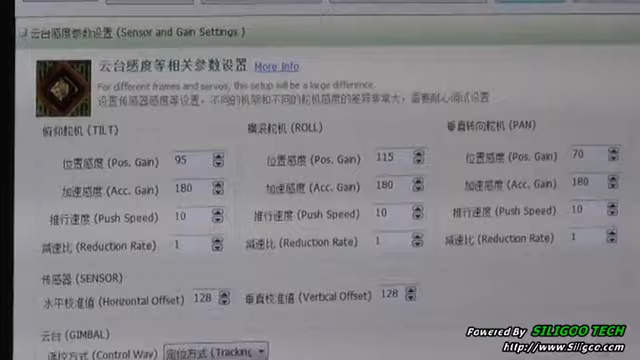 云台感度参数设置 (Sensor and Gain Settings )
云台感度等相关参数设置 More Info
For different frames and servos, this setup will be a large difference.
设置传感器感度等设置，不同的机架和不同的舵机感度的差异非常大，需要耐心调试设置
俯仰舵机 (TILT) 横滚舵机 (ROLL) 垂直转向舵机 (PAN)
位置感度 (Pos. Gain) 95 位置感度 (Pos. Gain) 115 位置感度 (Pos. Gain) 70
加速感度 (Acc. Gain) 180 加速感度 (Acc. Gain) 180 加速感度 (Acc. Gain) 180
推行速度 (Push Speed) 10 推行速度 (Push Speed) 10 推行速度 (Push Speed) 10
减速比 (Reduction Rate) 1 减速比 (Reduction Rate) 1 减速比 (Reduction Rate) 1
传感器 (SENSOR)
水平校准值 (Horizontal Offset) 128 垂直校准值 (Vertical Offset) 128
云台 (GIMBAL)
遥控方式 (Control Way) 定位方式 (Tracking
Powered By SILIGOO TECH
http://www.Siligoo.com